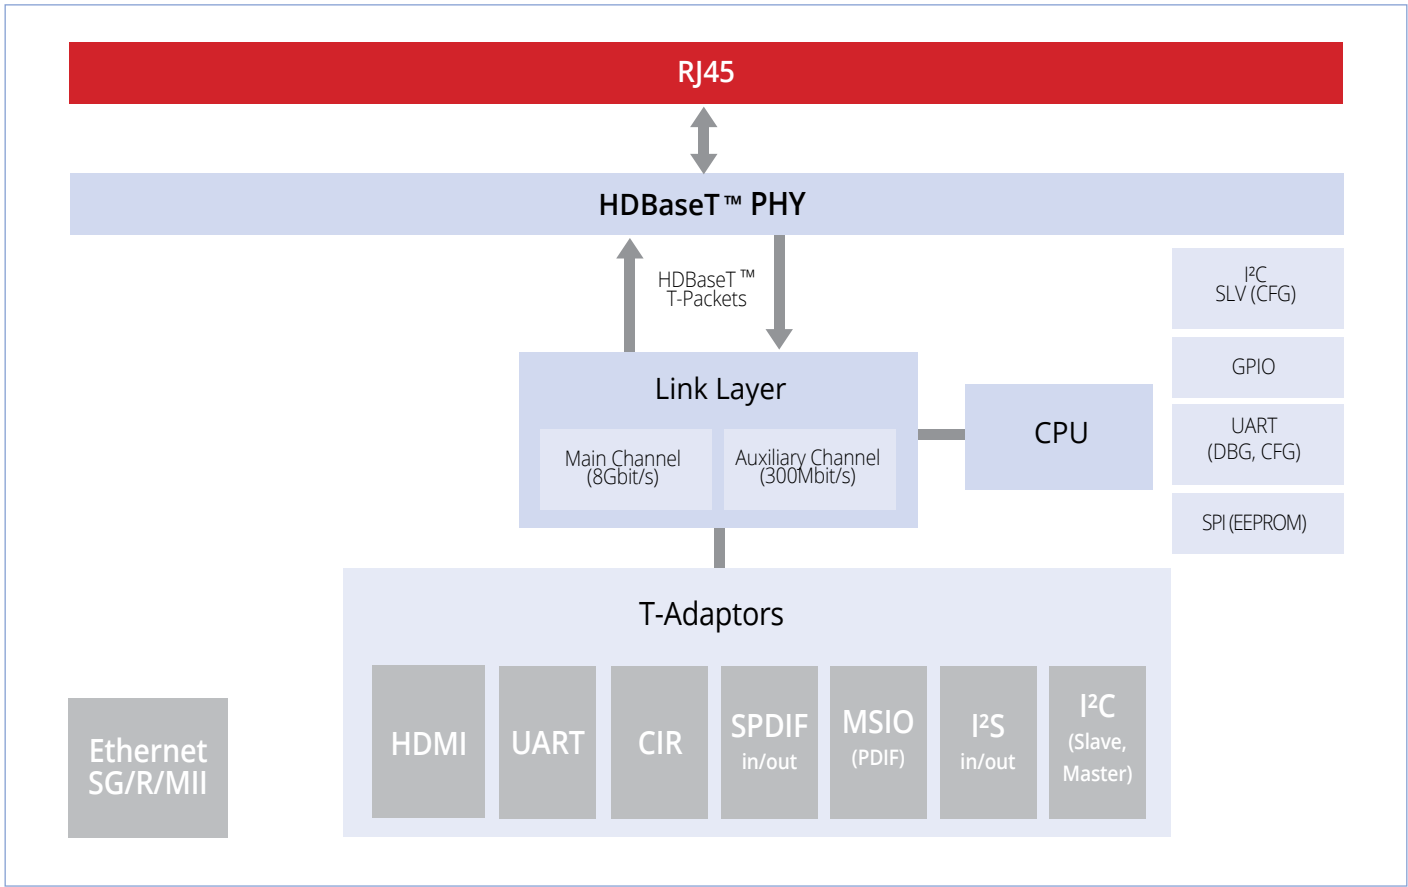 RJ45
HDBaseT™ PHY
HDBaseT™
T-Packets
I²C
SLV (CFG)
GPIO
UART
(DBG, CFG)
SPI (EEPROM)
Link Layer
Main Channel
(8Gbit/s)
Auxiliary Channel
(300Mbit/s)
CPU
T-Adaptors
HDMI
UART
CIR
SPDIF
in/out
MSIO
(PDIF)
I²S
in/out
I²C
(Slave,
Master)
Ethernet
SG/R/MII